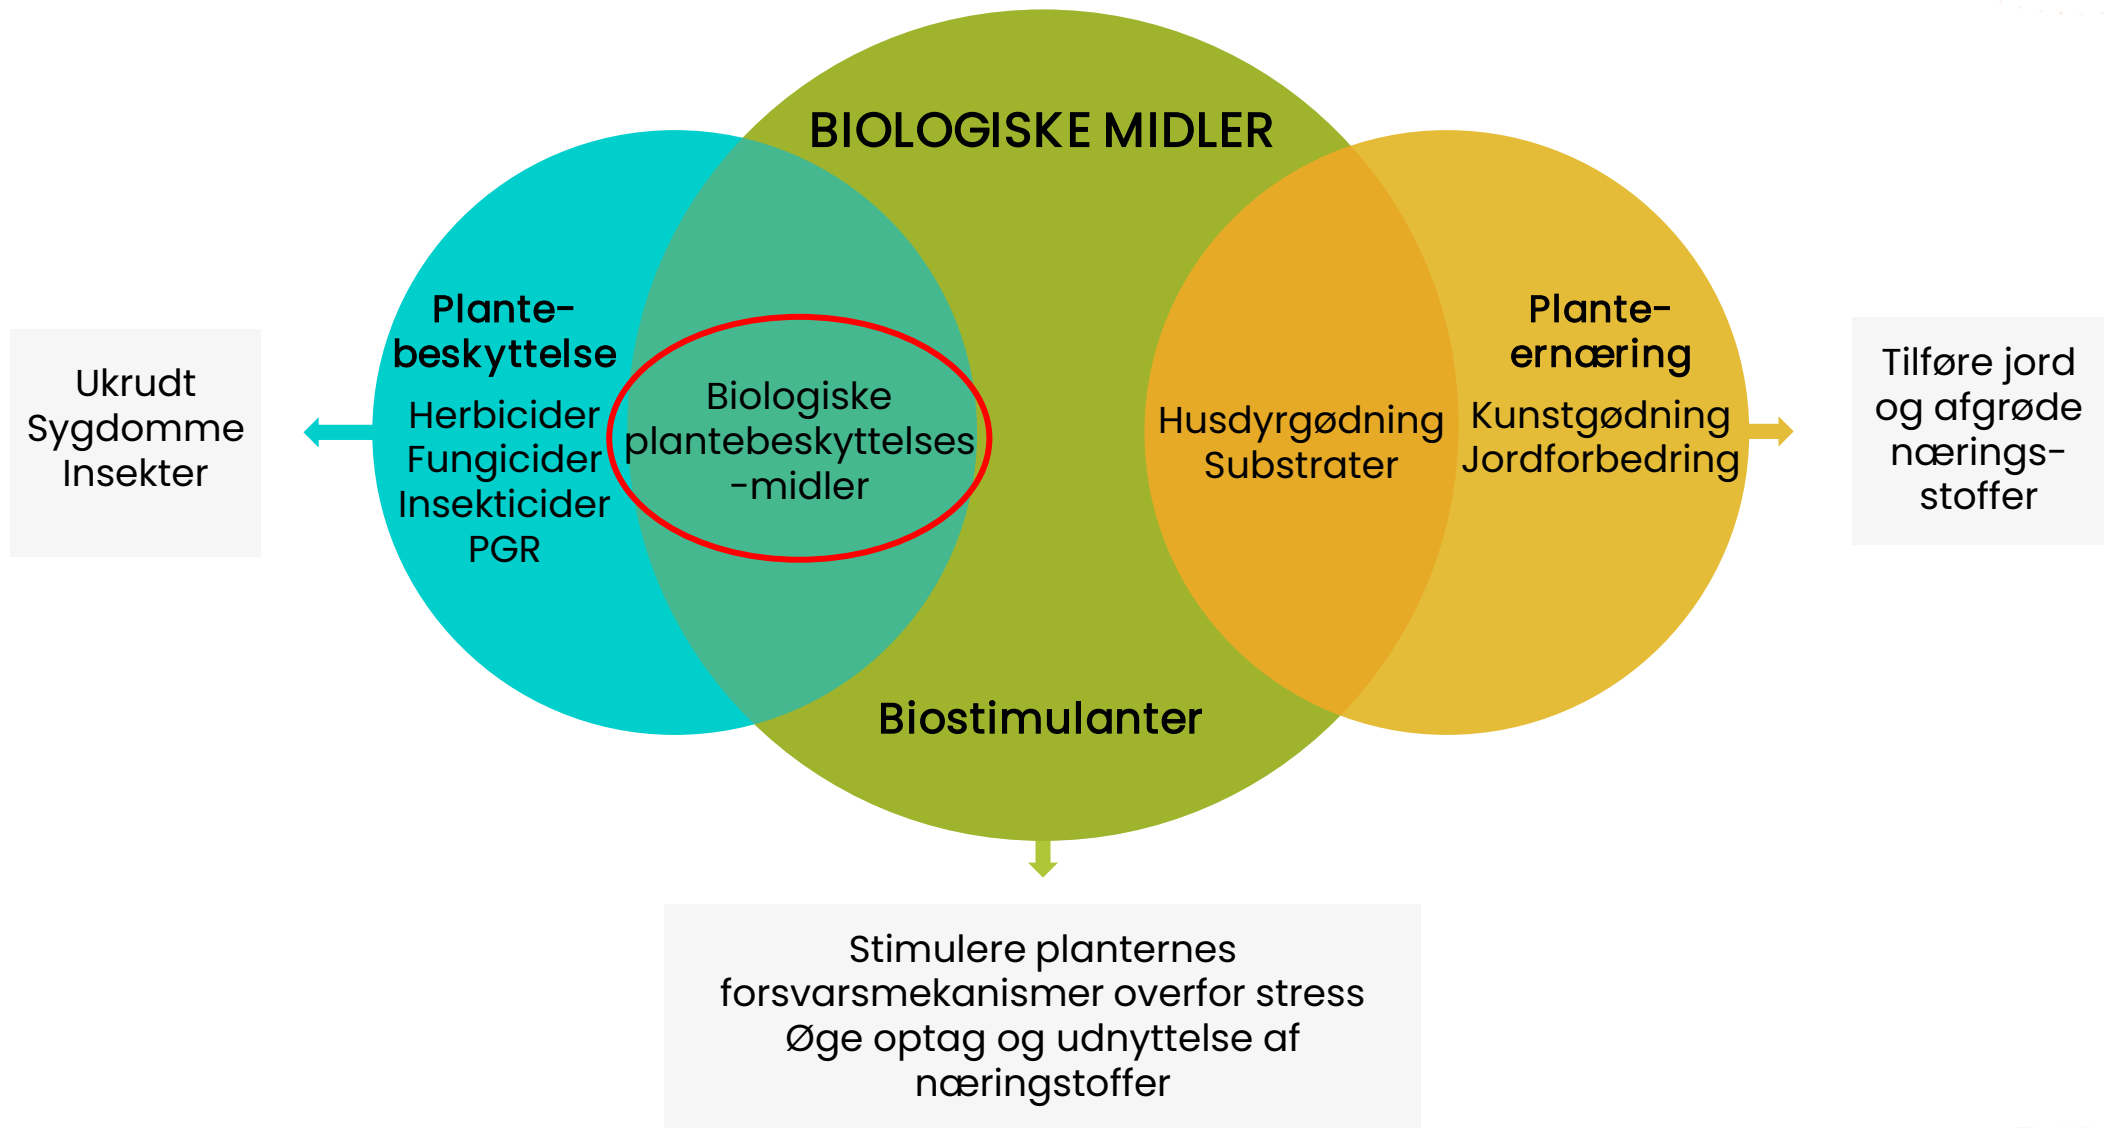 BIOLOGISKE MIDLER
Plante-
beskyttelse
Herbicider
Fungicider
Insekticider
PGR
Biologiske
plantebeskyttelses
-midler
Husdyrgødning
Substrater
Plante-
ernæring
Kunstgødning
Jordforbedring
Ukrudt
Sygdomme
Insekter
Tilføre jord
og afgrøde
nærings-
stoffer
Biostimulanter
Stimulere planternes
forsvarsmekanismer overfor stress
Øge optag og udnyttelse af
næringstoffer